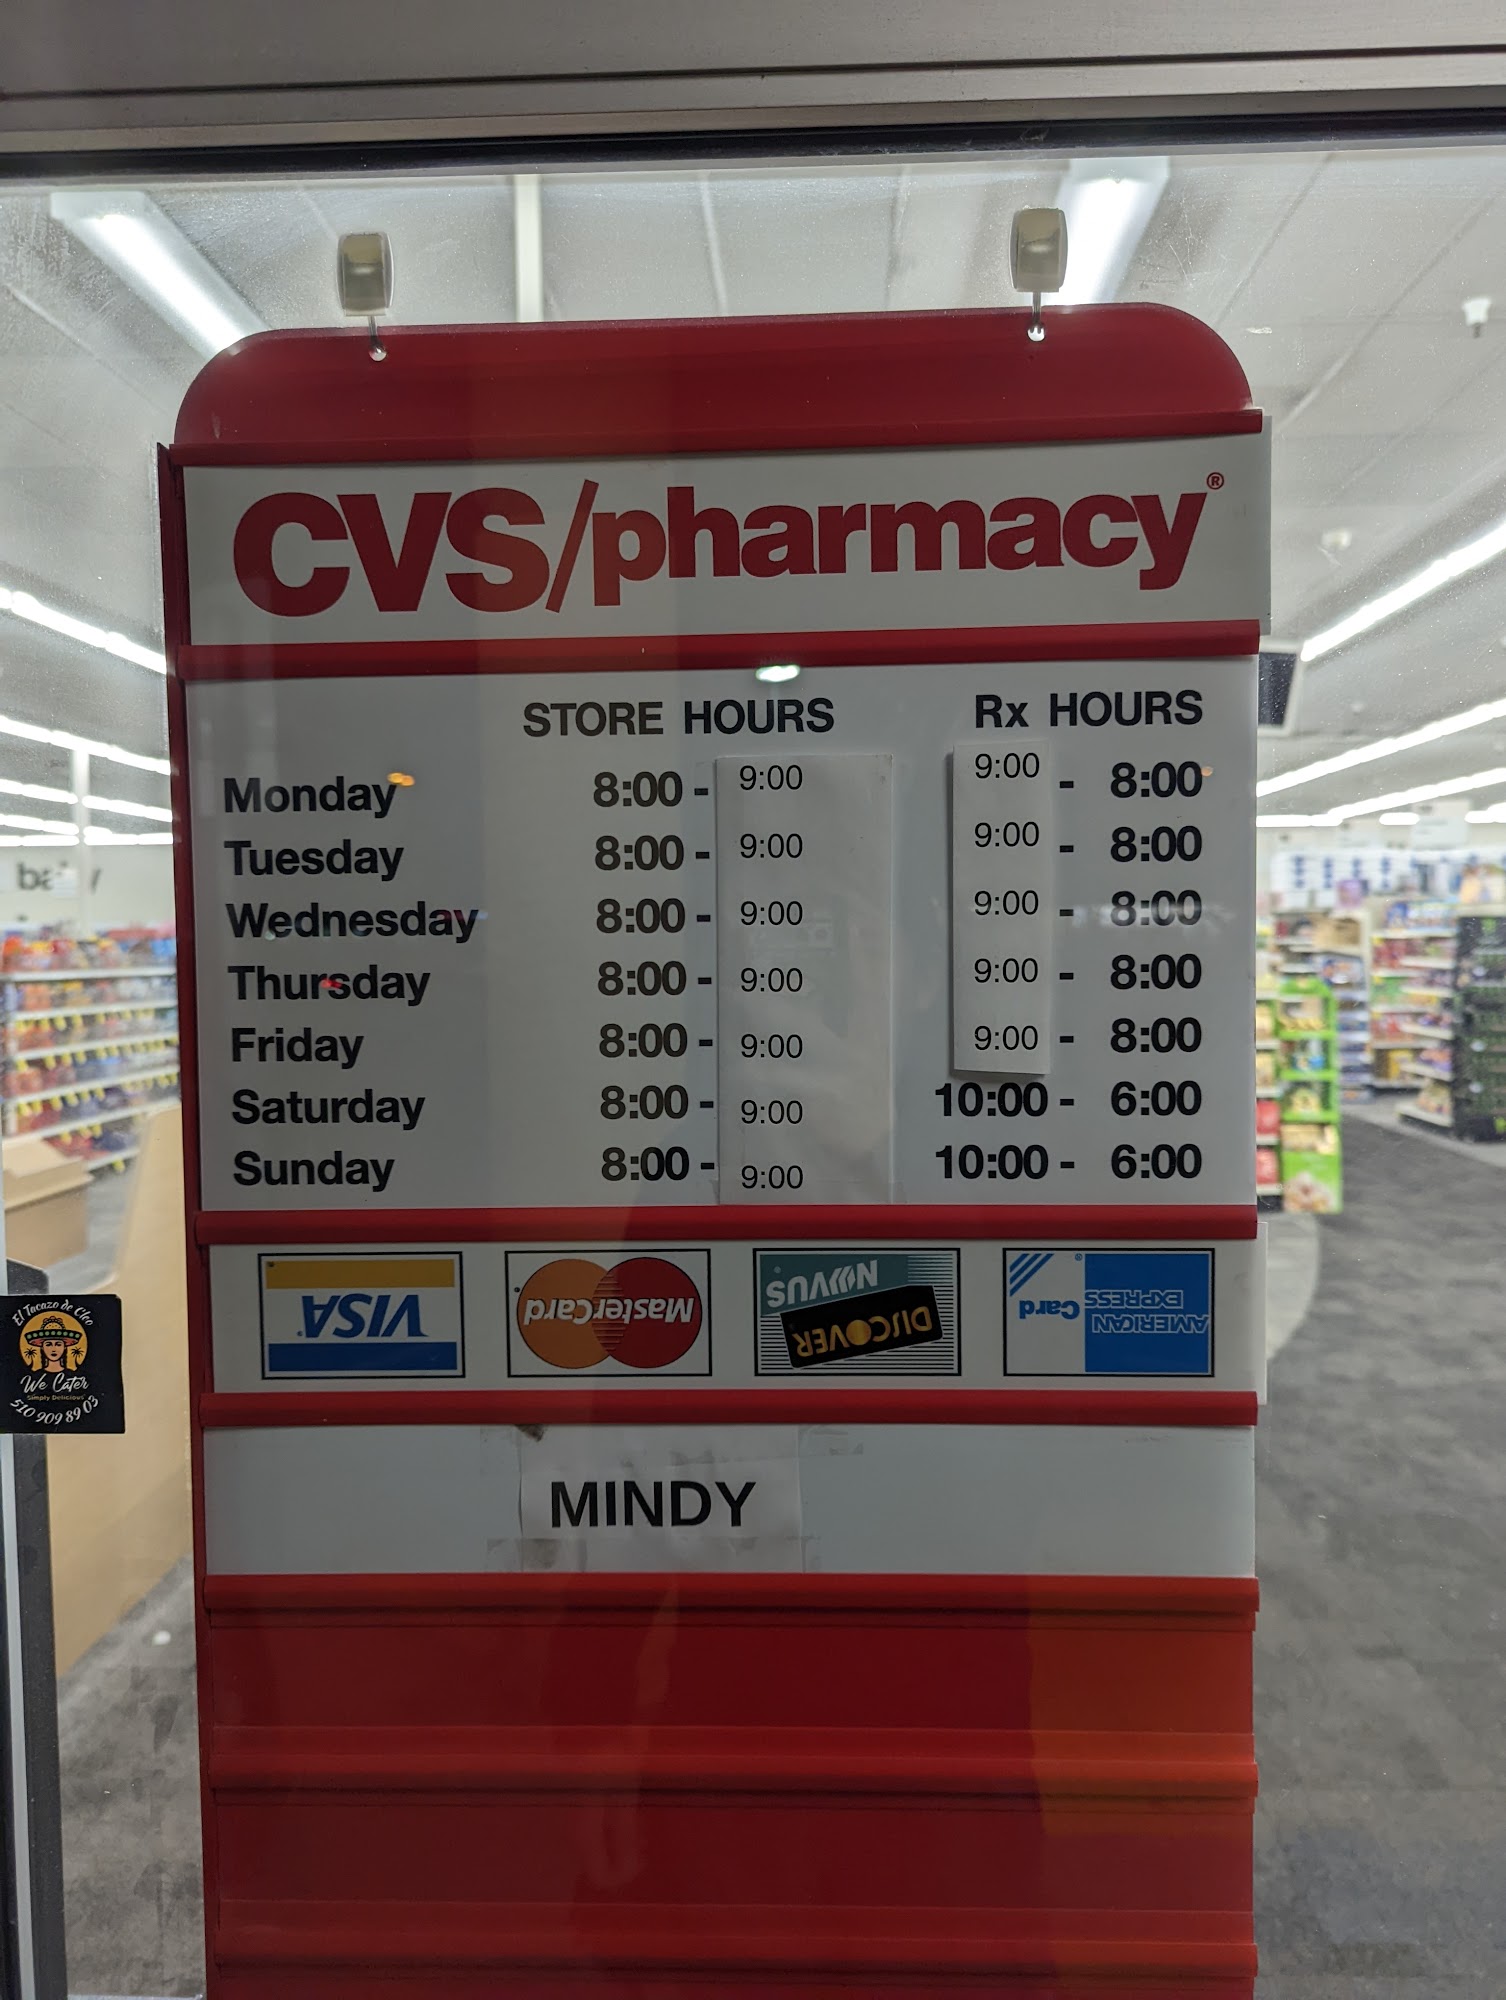 CVS/pharmacy®
STORE HOURS Rx HOURS
Monday 8:00 - 9:00 9:00 - 8:00
Tuesday 8:00 - 9:00 9:00 - 8:00
Wednesday 8:00 - 9:00 9:00 - 8:00
Thursday 8:00 - 9:00 9:00 - 8:00
Friday 8:00 - 9:00 9:00 - 8:00
Saturday 8:00 - 9:00 10:00 - 6:00
Sunday 8:00 - 9:00 10:00 - 6:00
VISA®
MasterCard®
DISCOVER
NOVUS
AMERICAN
EXPRESS
Card
®
MINDY
El Tacazo de Cleo
We Cater
Simply Delicious
510 909 89 03